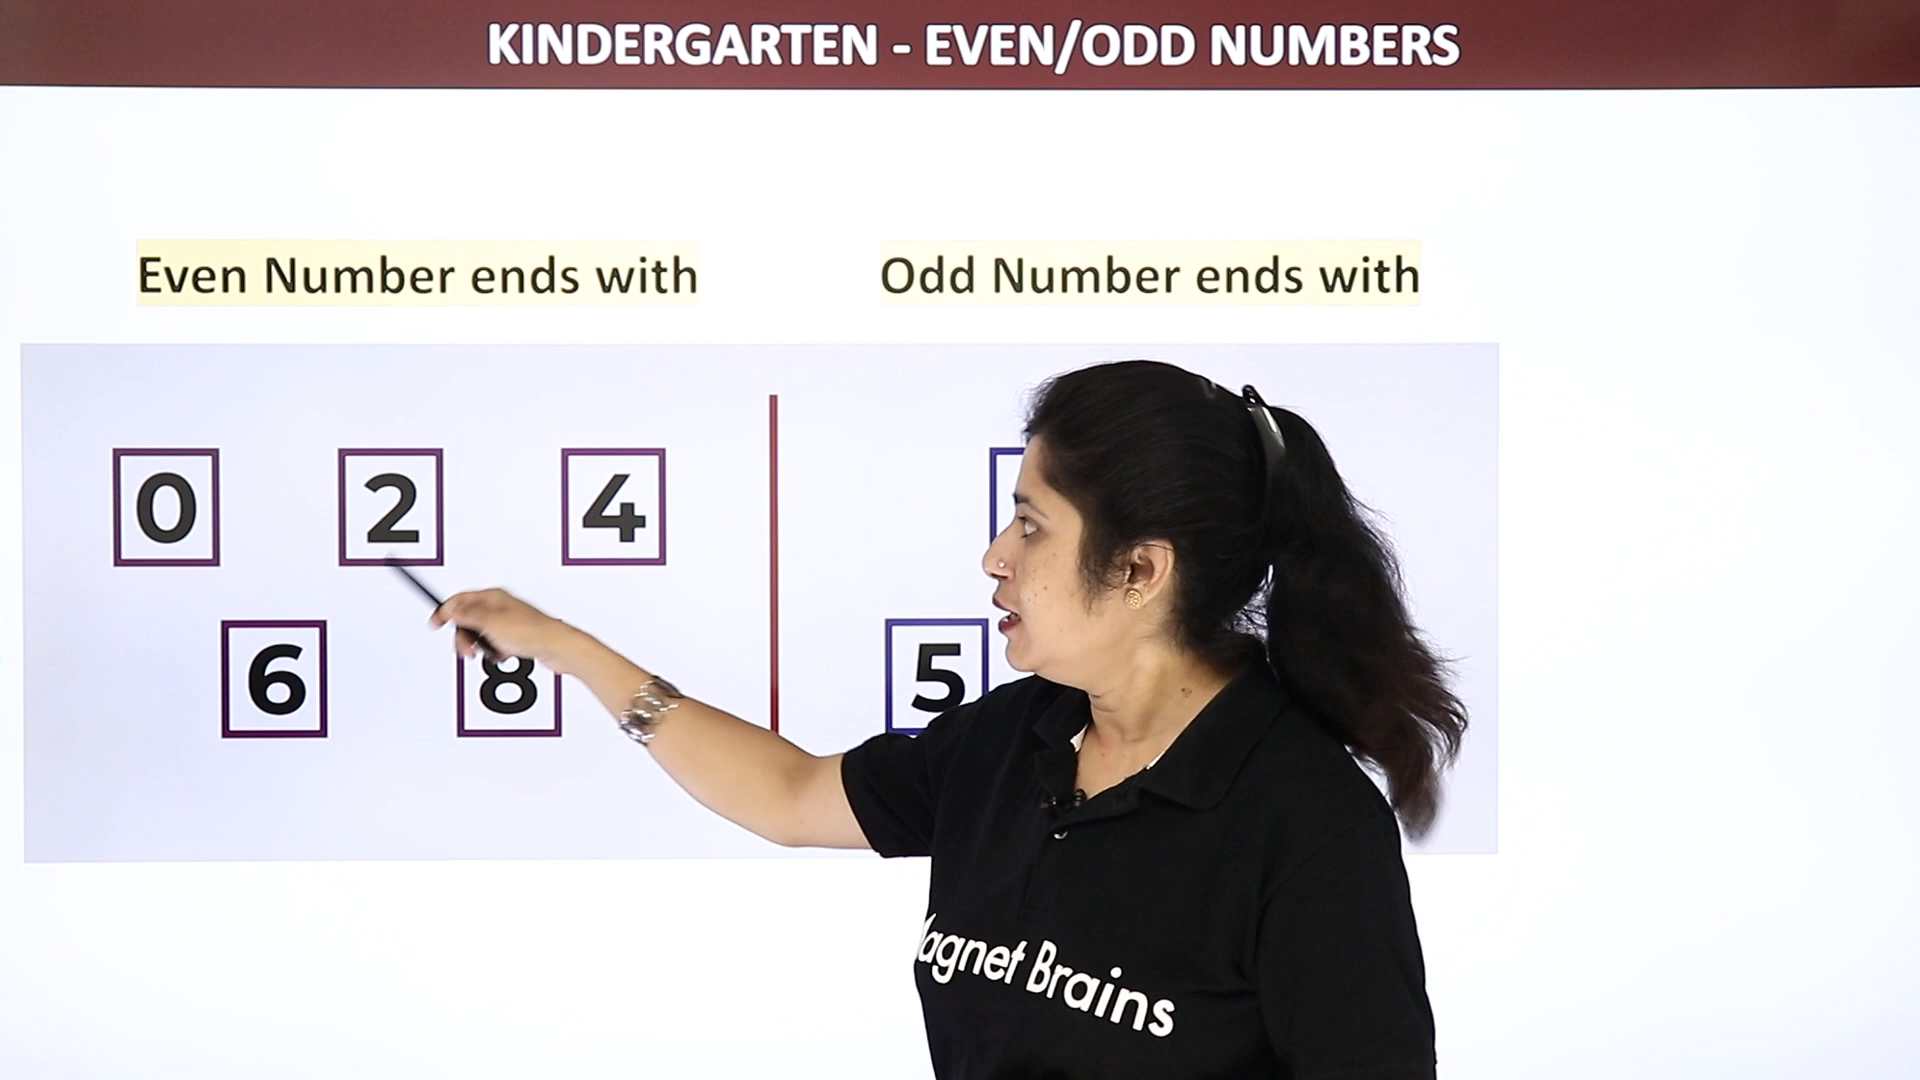 KINDERGARTEN - EVEN/ODD NUMBERS
Even Number ends with
Odd Number ends with
0 2 4
6 8
5
Brains